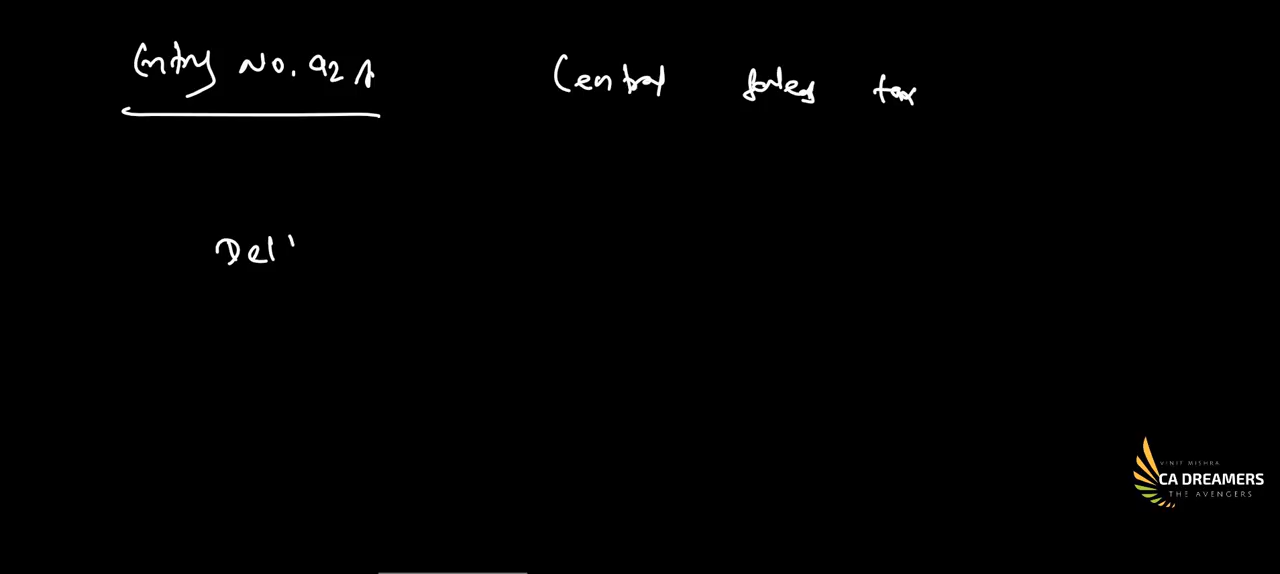 Entry No. 92A Central Sales tax
Del'
VINIT MISHRA
CA DREAMERS
THE AVENGERS